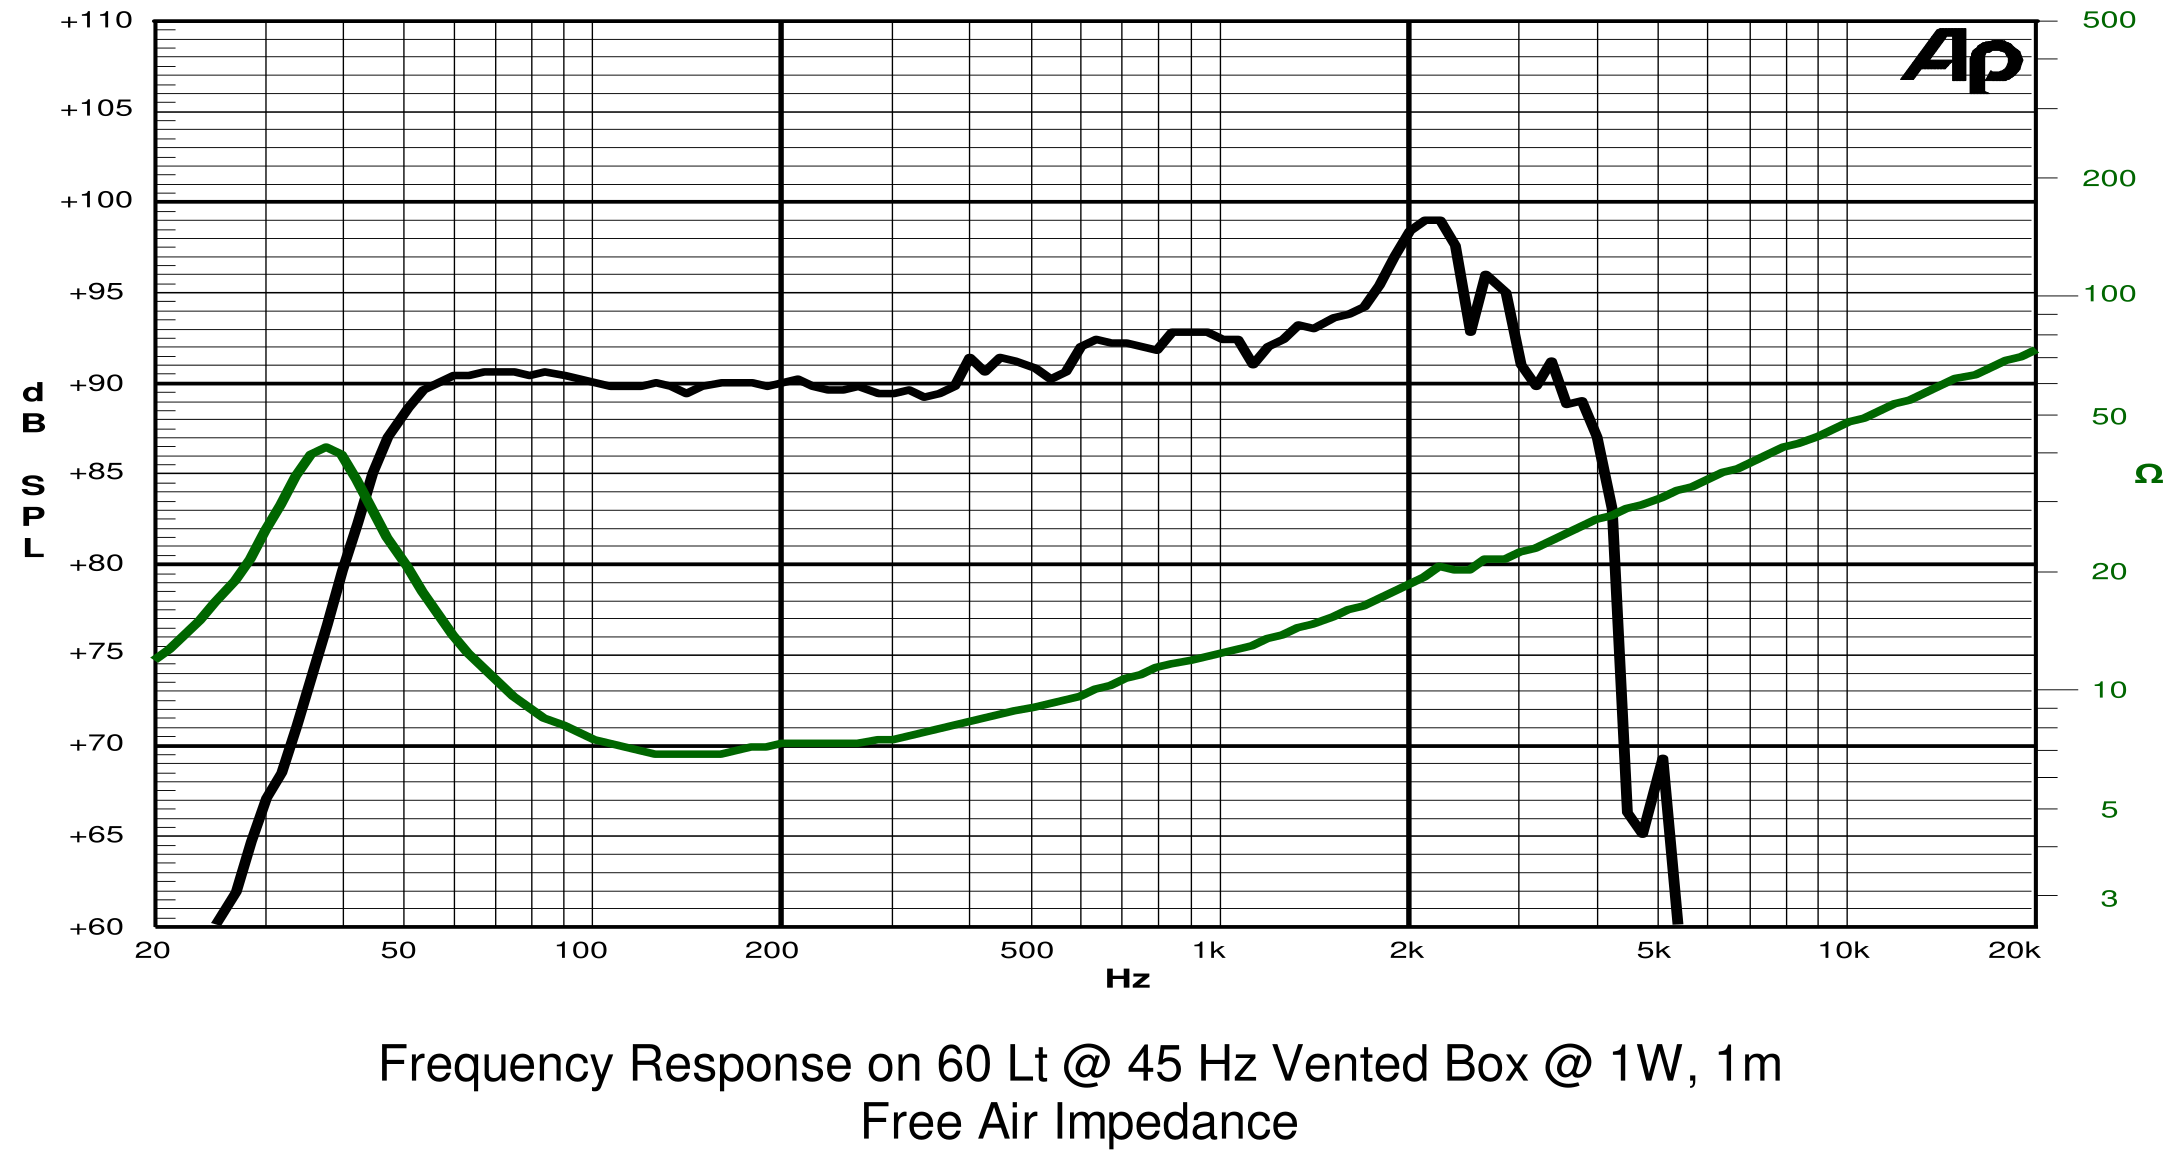 +110
+105
+100
+95
+90
+85
+80
+75
+70
+65
+60
dB SPL
Ap
500
200
100
50
20
10
5
3
Ω
20 50 100 200 500 1k 2k 5k 10k 20k
Hz
Frequency Response on 60 Lt @ 45 Hz Vented Box @ 1W, 1m
Free Air Impedance